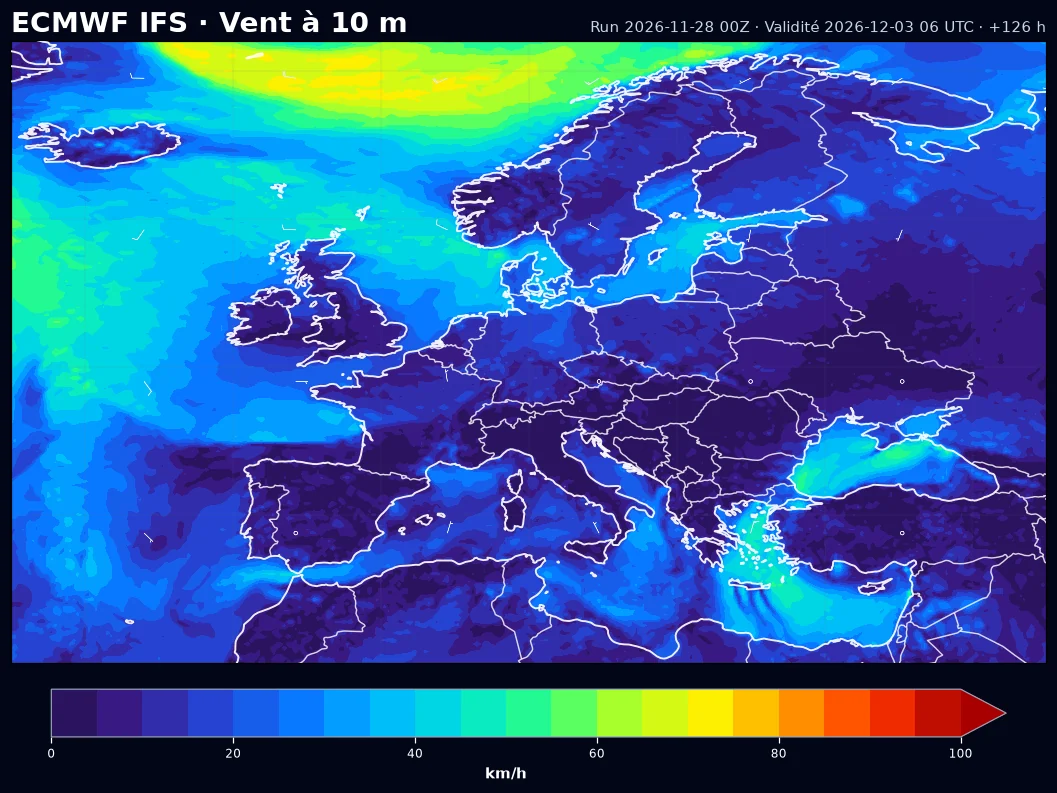 ECMWF IFS · Vent à 10 m
Run 2026-11-28 00Z · Validité 2026-12-03 06 UTC · +126 h
0 20 40 60 80 100
km/h